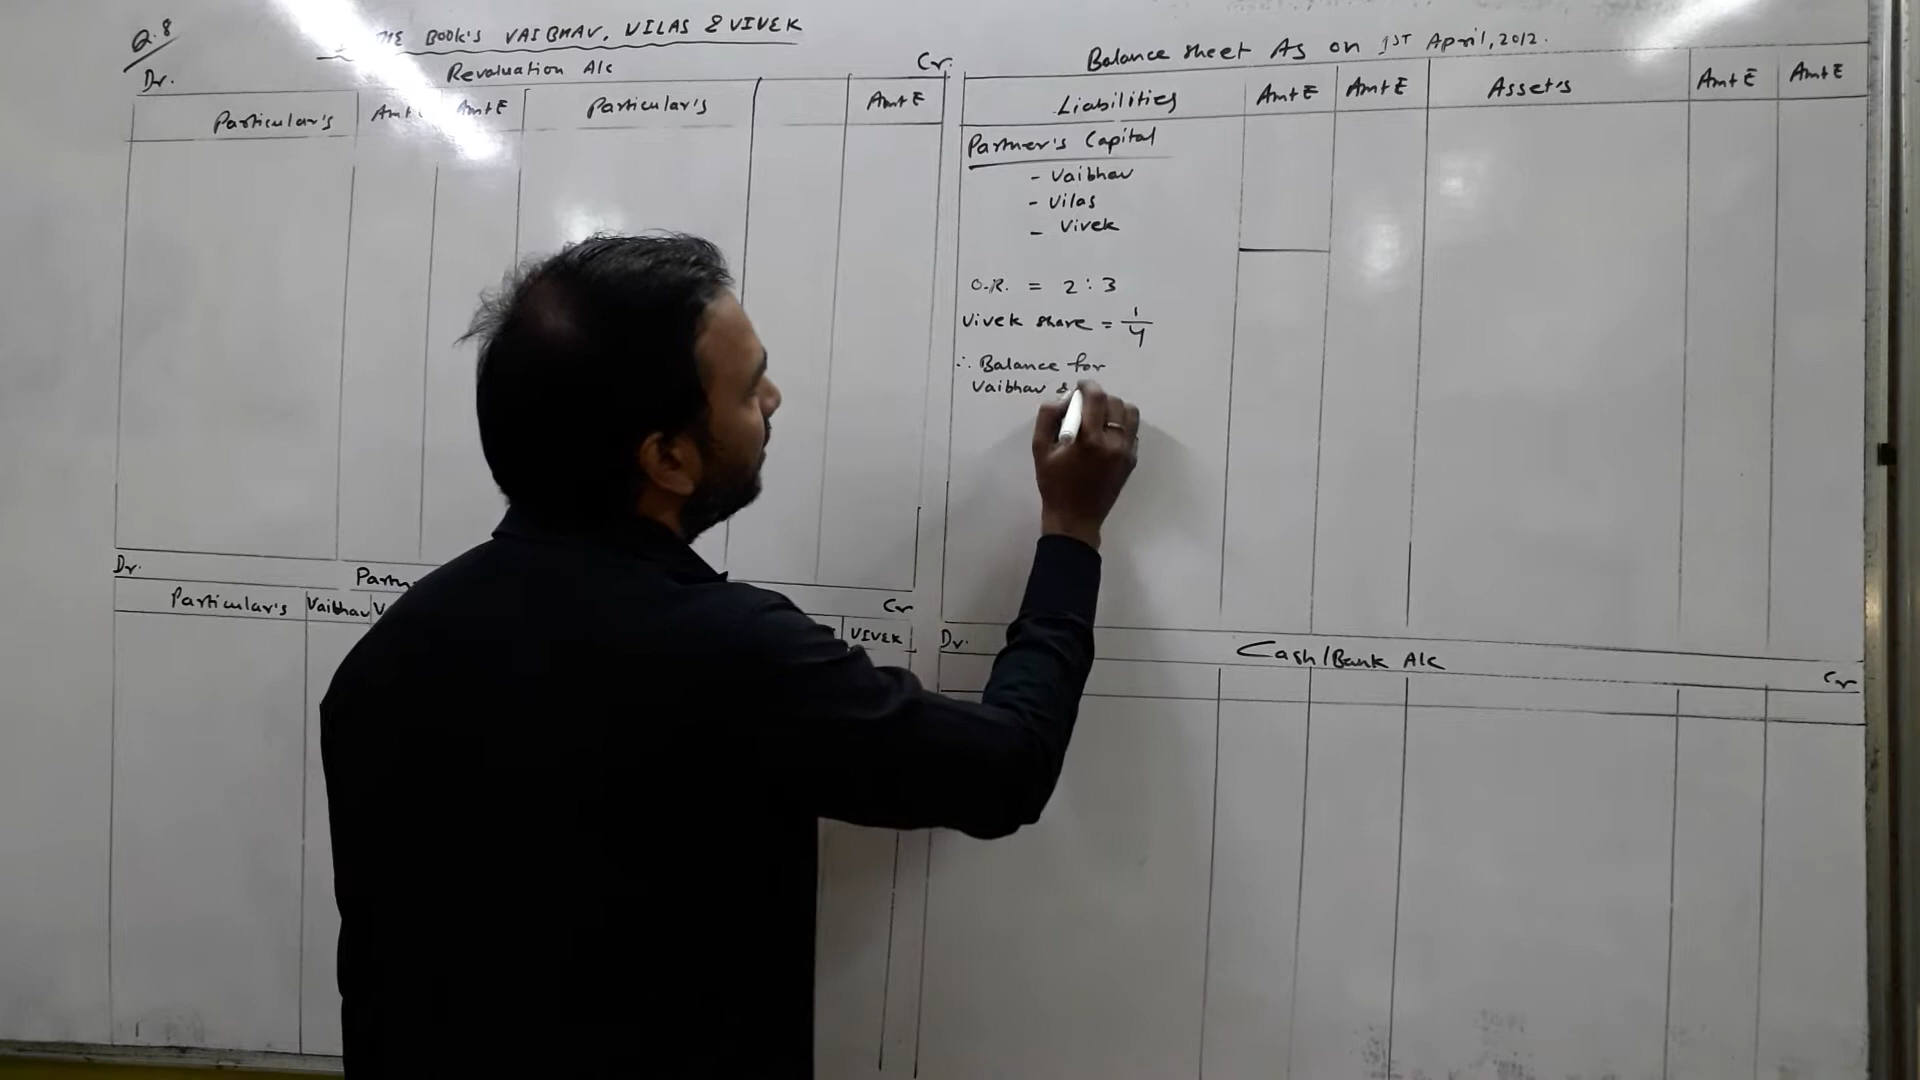 Q.8
THE BOOK'S VAIBHAV, VILAS & VIVEK
Dr.
Revaluation A/c
Cr.
Particular's
Amt
Amt ₹
Particular's
Amt ₹
Dr.
Partn
Cr
Particular's
Vaibhav
V
VIVEK
Balance sheet As on 1ST April, 2012.
Liabilities
Amt ₹
Amt ₹
Asset's
Amt ₹
Amt ₹
Partner's Capital
- Vaibhav
- Vilas
- Vivek
O.R. = 2 : 3
Vivek share = 1/4
∴ Balance for
Vaibhav &
Dr.
Cash/Bank A/c
Cr